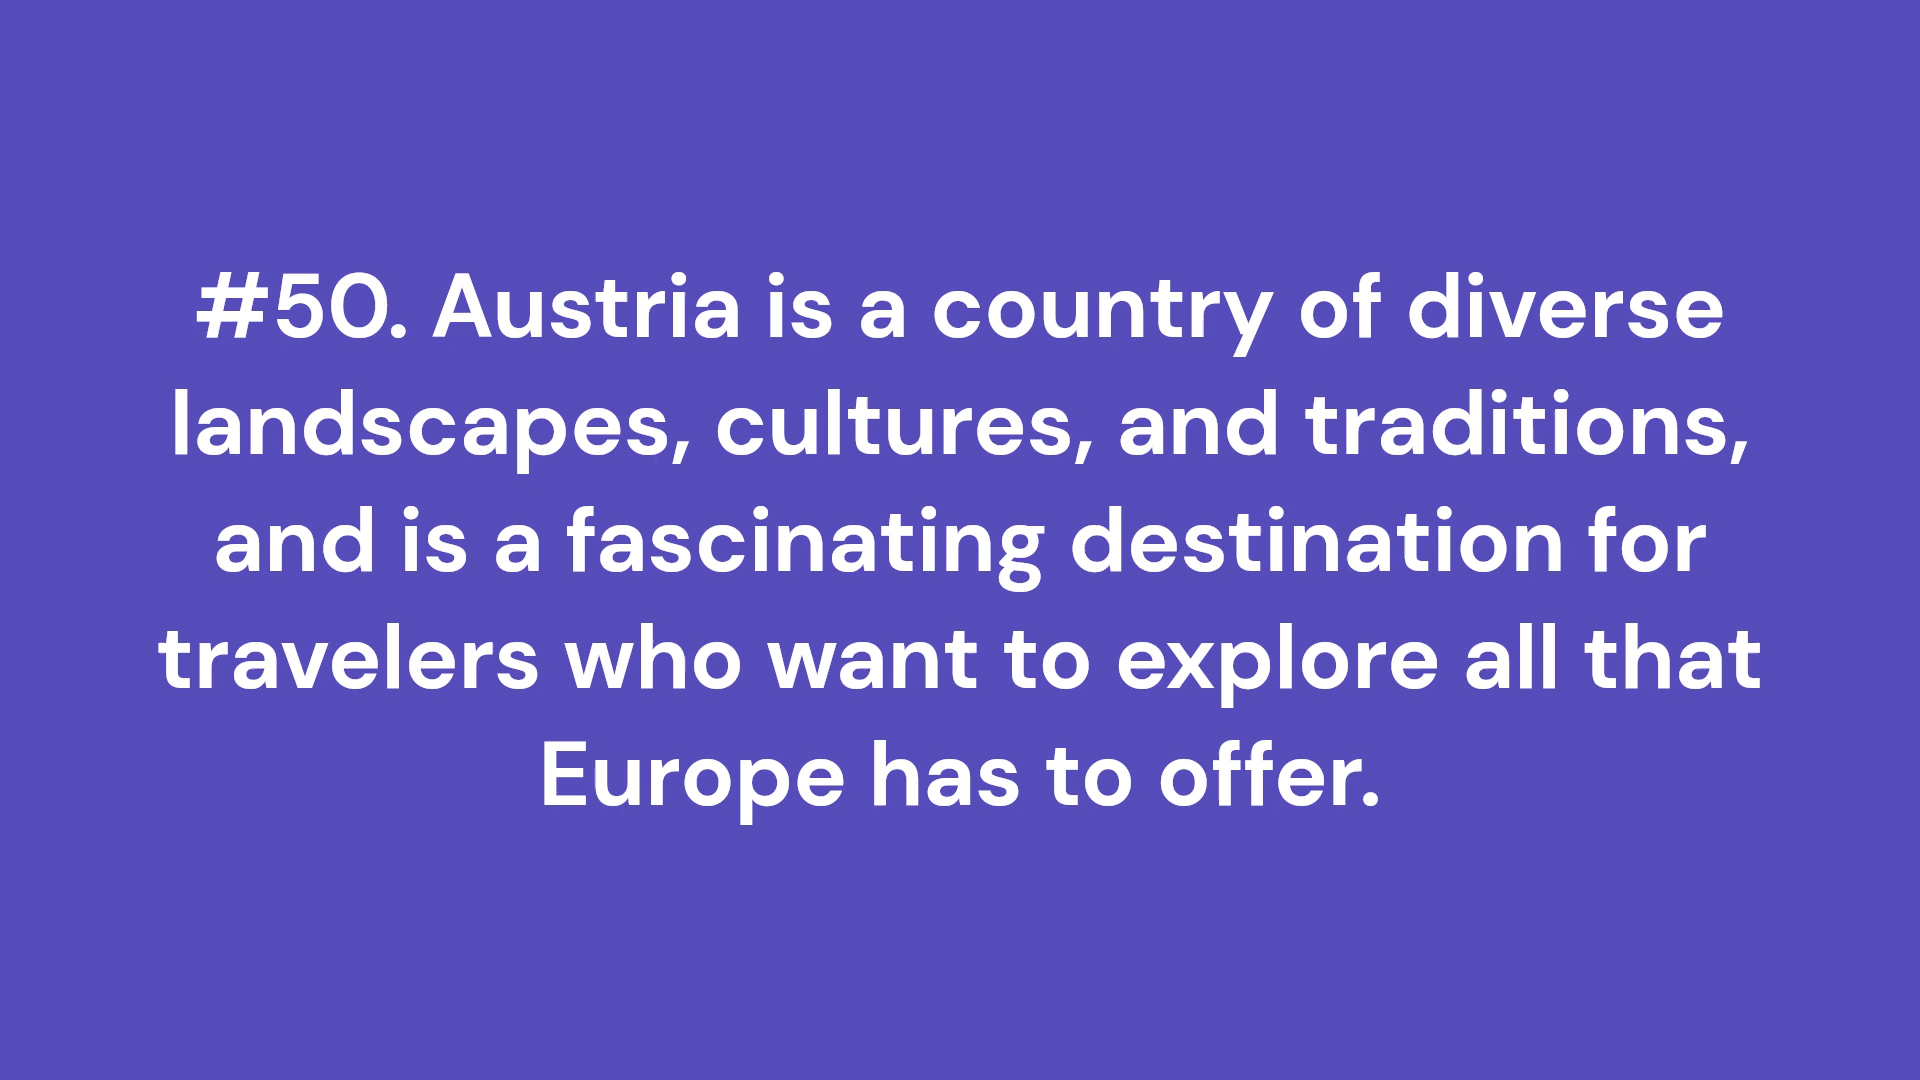 #50. Austria is a country of diverse
landscapes, cultures, and traditions,
and is a fascinating destination for
travelers who want to explore all that
Europe has to offer.